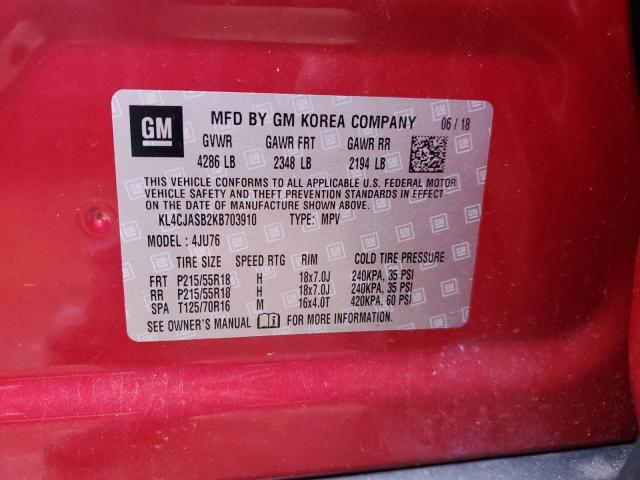 GM MFD BY GM KOREA COMPANY 06 / 18
GVWR GAWR FRT GAWR RR
4286 LB 2348 LB 2194 LB
THIS VEHICLE CONFORMS TO ALL APPLICABLE U.S. FEDERAL MOTOR
VEHICLE SAFETY AND THEFT PREVENTION STANDARDS IN EFFECT
ON THE DATE OF MANUFACTURE SHOWN ABOVE.
KL4CJASB2KB703910 TYPE: MPV
MODEL : 4JU76
TIRE SIZE SPEED RTG RIM COLD TIRE PRESSURE
FRT P215/55R18 H 18x7.0J 240KPA, 35 PSI
RR P215/55R18 H 18x7.0J 240KPA, 35 PSI
SPA T125/70R16 M 16x4.0T 420KPA, 60 PSI
SEE OWNER'S MANUAL FOR MORE INFORMATION.